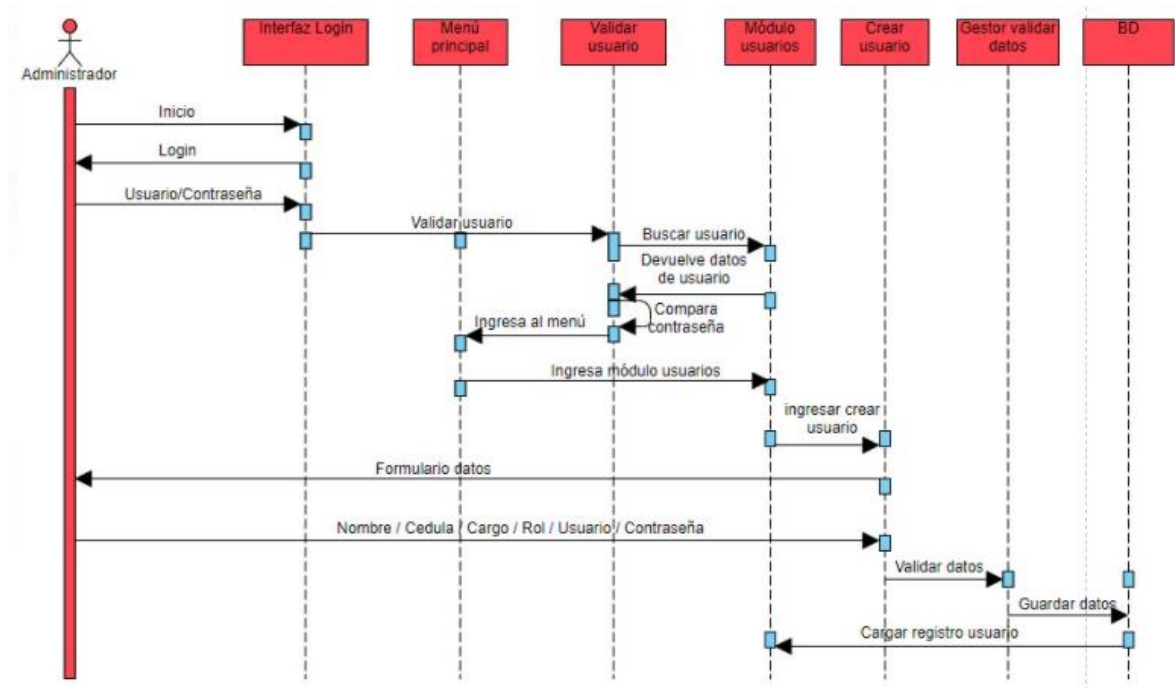 Administrador
Interfaz Login
Menú
principal
Validar
usuario
Módulo
usuarios
Crear
usuario
Gestor validar
datos
BD
Inicio
Login
Usuario/Contraseña
Validar usuario
Buscar usuario
Devuelve datos
de usuario
Compara
contraseña
Ingresa al menú
Ingresa módulo usuarios
ingresar crear
usuario
Formulario datos
Nombre / Cedula / Cargo / Rol / Usuario / Contraseña
Validar datos
Guardar datos
Cargar registro usuario